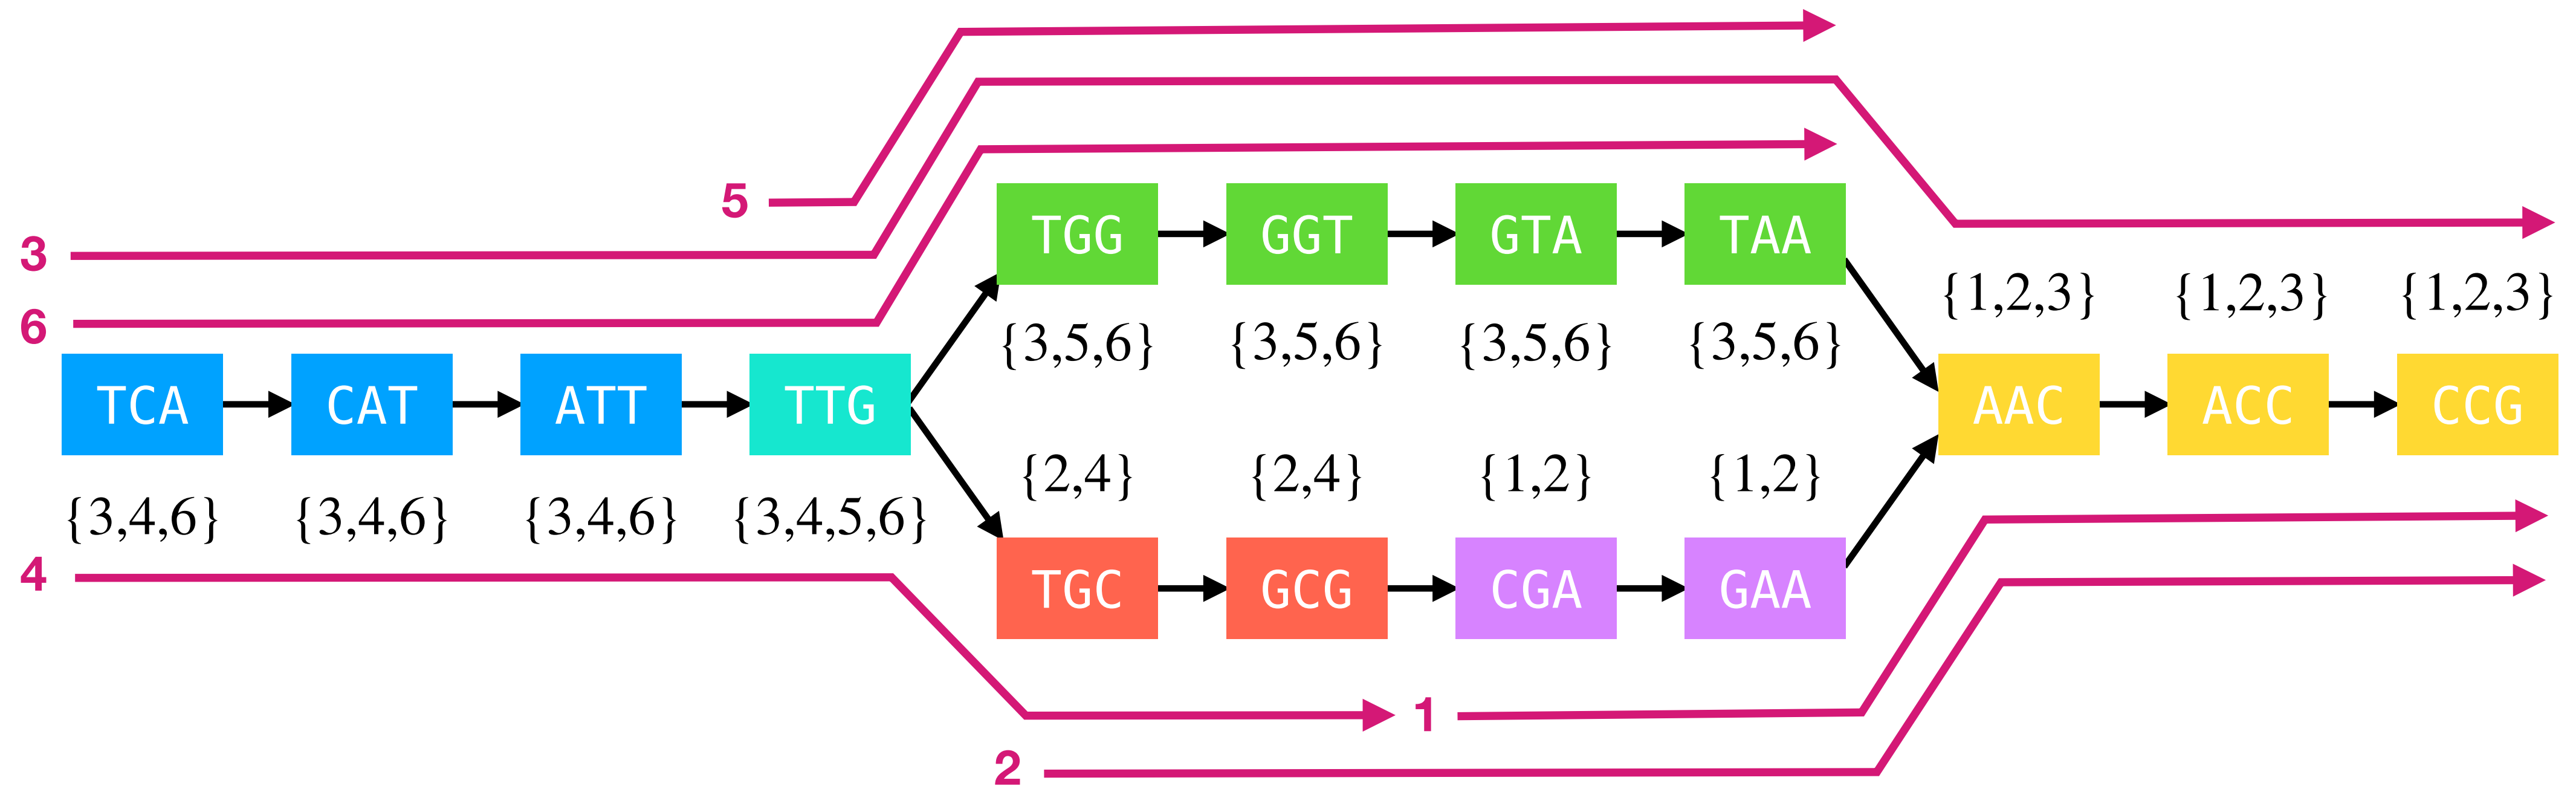 5
TGG GGT GTA TAA
3
{1,2,3} {1,2,3} {1,2,3}
6
{3,5,6} {3,5,6} {3,5,6} {3,5,6}
TCA CAT ATT TTG AAC ACC CCG
{2,4} {2,4} {1,2} {1,2}
{3,4,6} {3,4,6} {3,4,6} {3,4,5,6}
4
TGC GCG CGA GAA
1
2